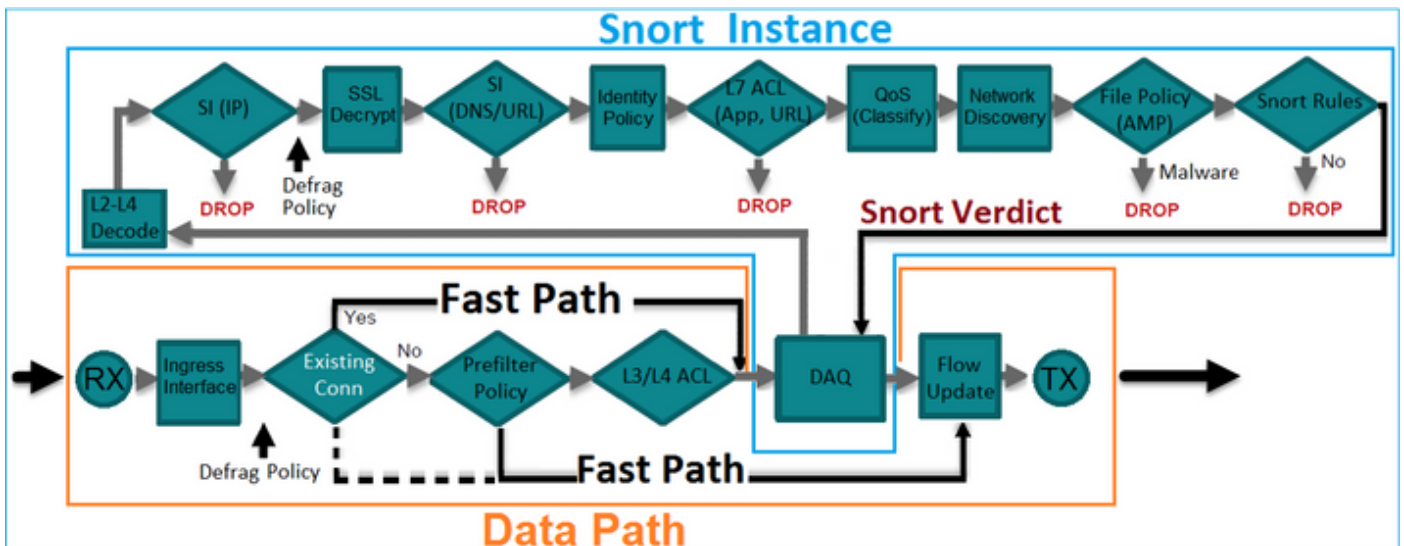 Snort Instance
SI (IP)
SSL
Decrypt
SI
(DNS/URL)
Identity
Policy
L7 ACL
(App, URL)
QoS
(Classify)
Network
Discovery
File Policy
(AMP)
Snort Rules
L2-L4
Decode
DROP
Defrag
Policy
DROP
DROP
Malware
DROP
No
DROP
Snort Verdict
Fast Path
Yes
RX
Ingress
Interface
Existing
Conn
No
Prefilter
Policy
L3/L4 ACL
DAQ
Flow
Update
TX
Defrag Policy
Fast Path
Data Path